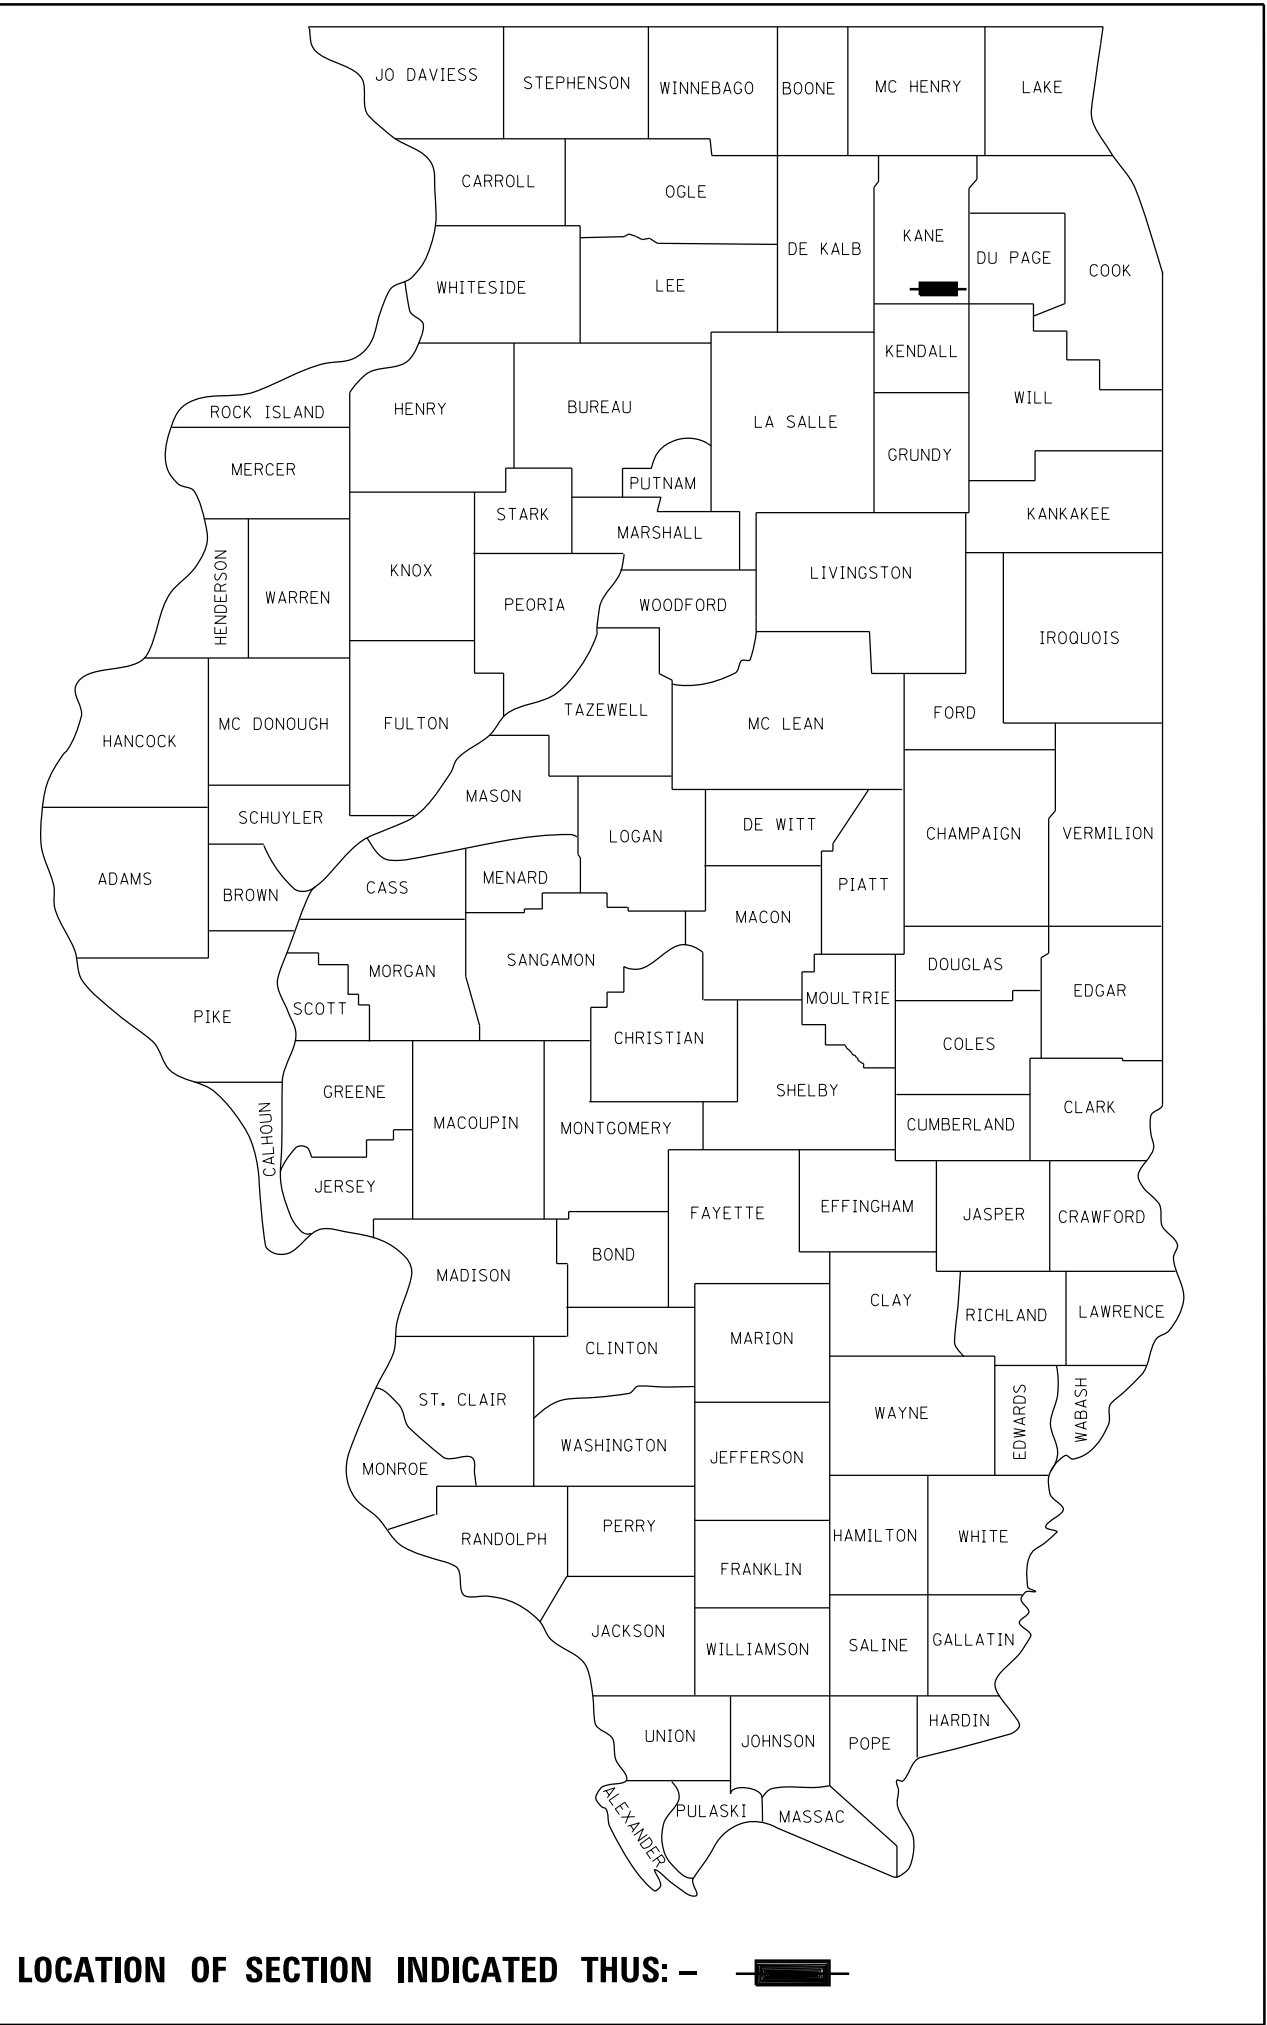 JO DAVIESS
STEPHENSON
WINNEBAGO
BOONE
MC HENRY
LAKE
CARROLL
OGLE
DE KALB
KANE
DU PAGE
COOK
WHITESIDE
LEE
KENDALL
ROCK ISLAND
HENRY
BUREAU
LA SALLE
WILL
MERCER
PUTNAM
GRUNDY
STARK
MARSHALL
KANKAKEE
HENDERSON
WARREN
KNOX
PEORIA
WOODFORD
LIVINGSTON
IROQUOIS
HANCOCK
MC DONOUGH
FULTON
TAZEWELL
MC LEAN
FORD
SCHUYLER
MASON
LOGAN
DE WITT
CHAMPAIGN
VERMILION
ADAMS
BROWN
CASS
MENARD
MACON
PIATT
PIKE
SCOTT
MORGAN
SANGAMON
CHRISTIAN
MOULTRIE
DOUGLAS
EDGAR
COLES
CALHOUN
GREENE
MACOUPIN
MONTGOMERY
SHELBY
CUMBERLAND
CLARK
JERSEY
FAYETTE
EFFINGHAM
JASPER
CRAWFORD
MADISON
BOND
CLAY
RICHLAND
LAWRENCE
CLINTON
MARION
ST. CLAIR
WAYNE
EDWARDS
WABASH
MONROE
WASHINGTON
JEFFERSON
RANDOLPH
PERRY
HAMILTON
WHITE
FRANKLIN
JACKSON
WILLIAMSON
SALINE
GALLATIN
UNION
JOHNSON
POPE
HARDIN
ALEXANDER
PULASKI
MASSAC
LOCATION OF SECTION INDICATED THUS: –